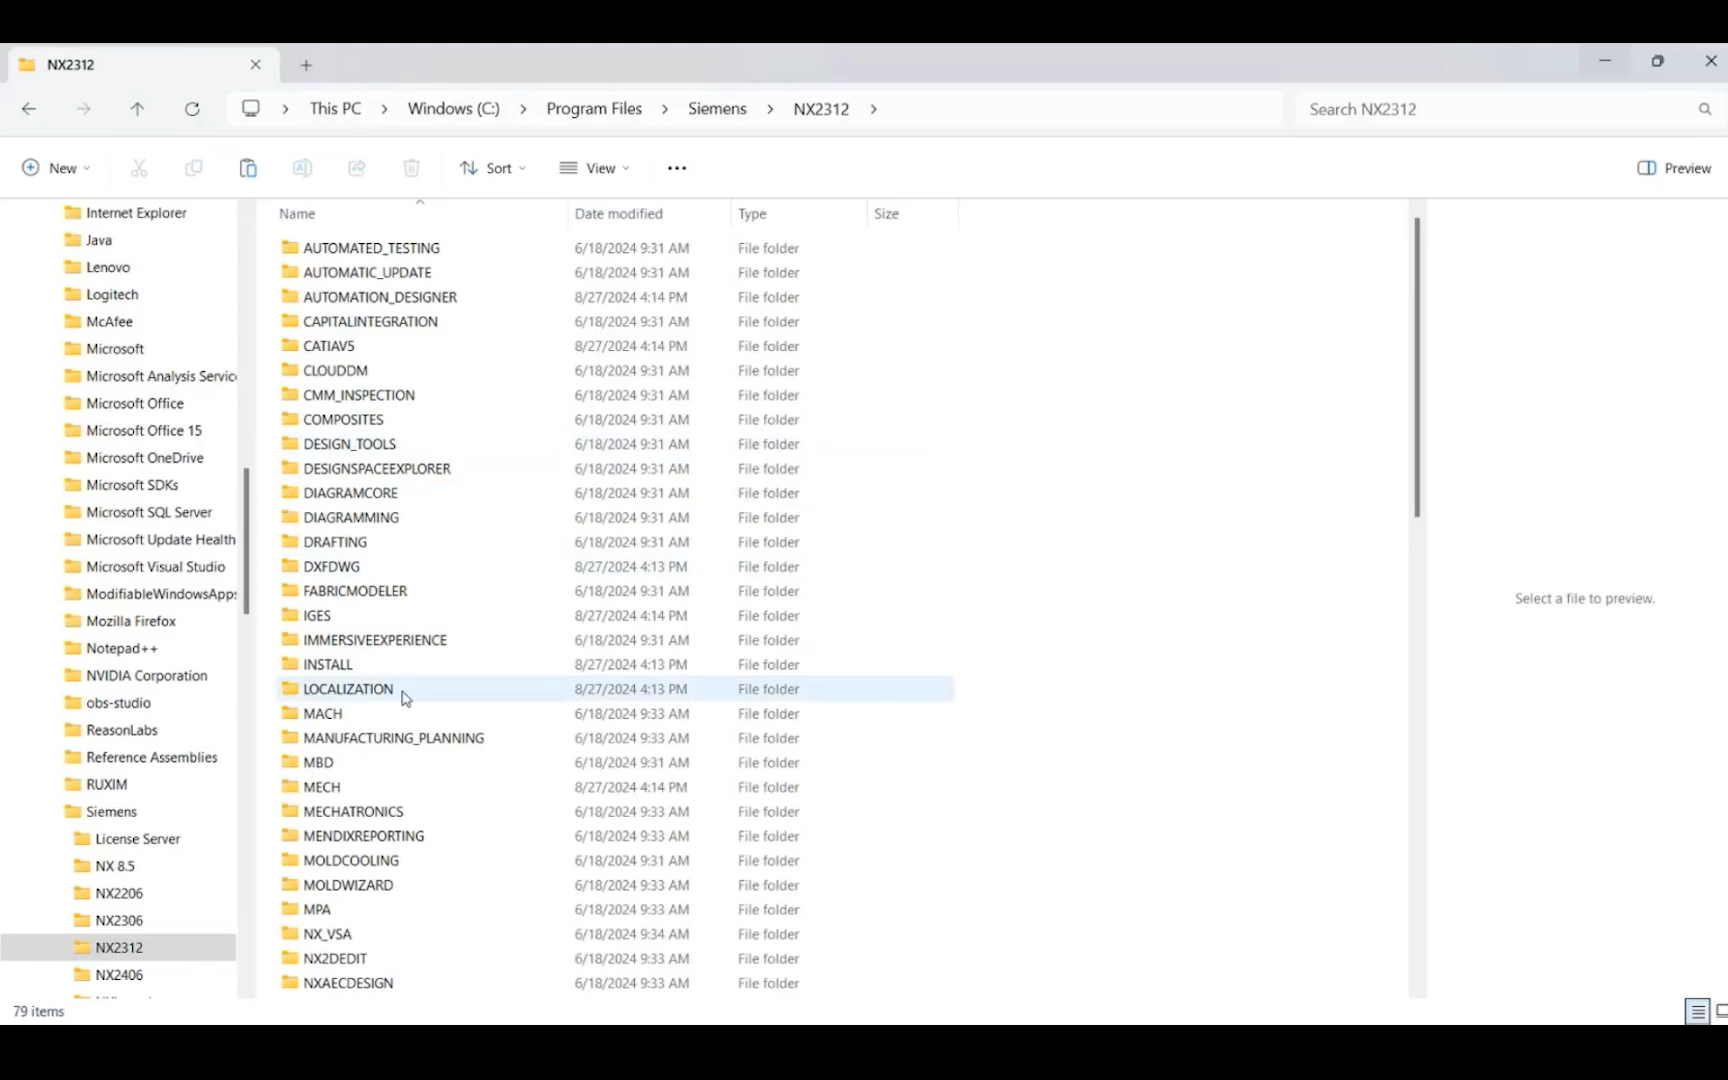 NX2312
This PC > Windows (C:) > Program Files > Siemens > NX2312 >
Search NX2312
New
Sort
View
Preview
Internet Explorer
Java
Lenovo
Logitech
McAfee
Microsoft
Microsoft Analysis Servic
Microsoft Office
Microsoft Office 15
Microsoft OneDrive
Microsoft SDKs
Microsoft SQL Server
Microsoft Update Health
Microsoft Visual Studio
ModifiableWindowsApps
Mozilla Firefox
Notepad++
NVIDIA Corporation
obs-studio
ReasonLabs
Reference Assemblies
RUXIM
Siemens
License Server
NX 8.5
NX2206
NX2306
NX2312
NX2406
Name Date modified Type Size
AUTOMATED_TESTING 6/18/2024 9:31 AM File folder
AUTOMATIC_UPDATE 6/18/2024 9:31 AM File folder
AUTOMATION_DESIGNER 8/27/2024 4:14 PM File folder
CAPITALINTEGRATION 6/18/2024 9:31 AM File folder
CATIAV5 8/27/2024 4:14 PM File folder
CLOUDDM 6/18/2024 9:31 AM File folder
CMM_INSPECTION 6/18/2024 9:31 AM File folder
COMPOSITES 6/18/2024 9:31 AM File folder
DESIGN_TOOLS 6/18/2024 9:31 AM File folder
DESIGNSPACEEXPLORER 6/18/2024 9:31 AM File folder
DIAGRAMCORE 6/18/2024 9:31 AM File folder
DIAGRAMMING 6/18/2024 9:31 AM File folder
DRAFTING 6/18/2024 9:31 AM File folder
DXFDWG 8/27/2024 4:13 PM File folder
FABRICMODELER 6/18/2024 9:31 AM File folder
IGES 8/27/2024 4:14 PM File folder
IMMERSIVEEXPERIENCE 6/18/2024 9:31 AM File folder
INSTALL 8/27/2024 4:13 PM File folder
LOCALIZATION 8/27/2024 4:13 PM File folder
MACH 6/18/2024 9:33 AM File folder
MANUFACTURING_PLANNING 6/18/2024 9:33 AM File folder
MBD 6/18/2024 9:31 AM File folder
MECH 8/27/2024 4:14 PM File folder
MECHATRONICS 6/18/2024 9:33 AM File folder
MENDIXREPORTING 6/18/2024 9:33 AM File folder
MOLDCOOLING 6/18/2024 9:31 AM File folder
MOLDWIZARD 6/18/2024 9:33 AM File folder
MPA 6/18/2024 9:33 AM File folder
NX_VSA 6/18/2024 9:34 AM File folder
NX2DEDIT 6/18/2024 9:33 AM File folder
NXAECDESIGN 6/18/2024 9:33 AM File folder
Select a file to preview.
79 items